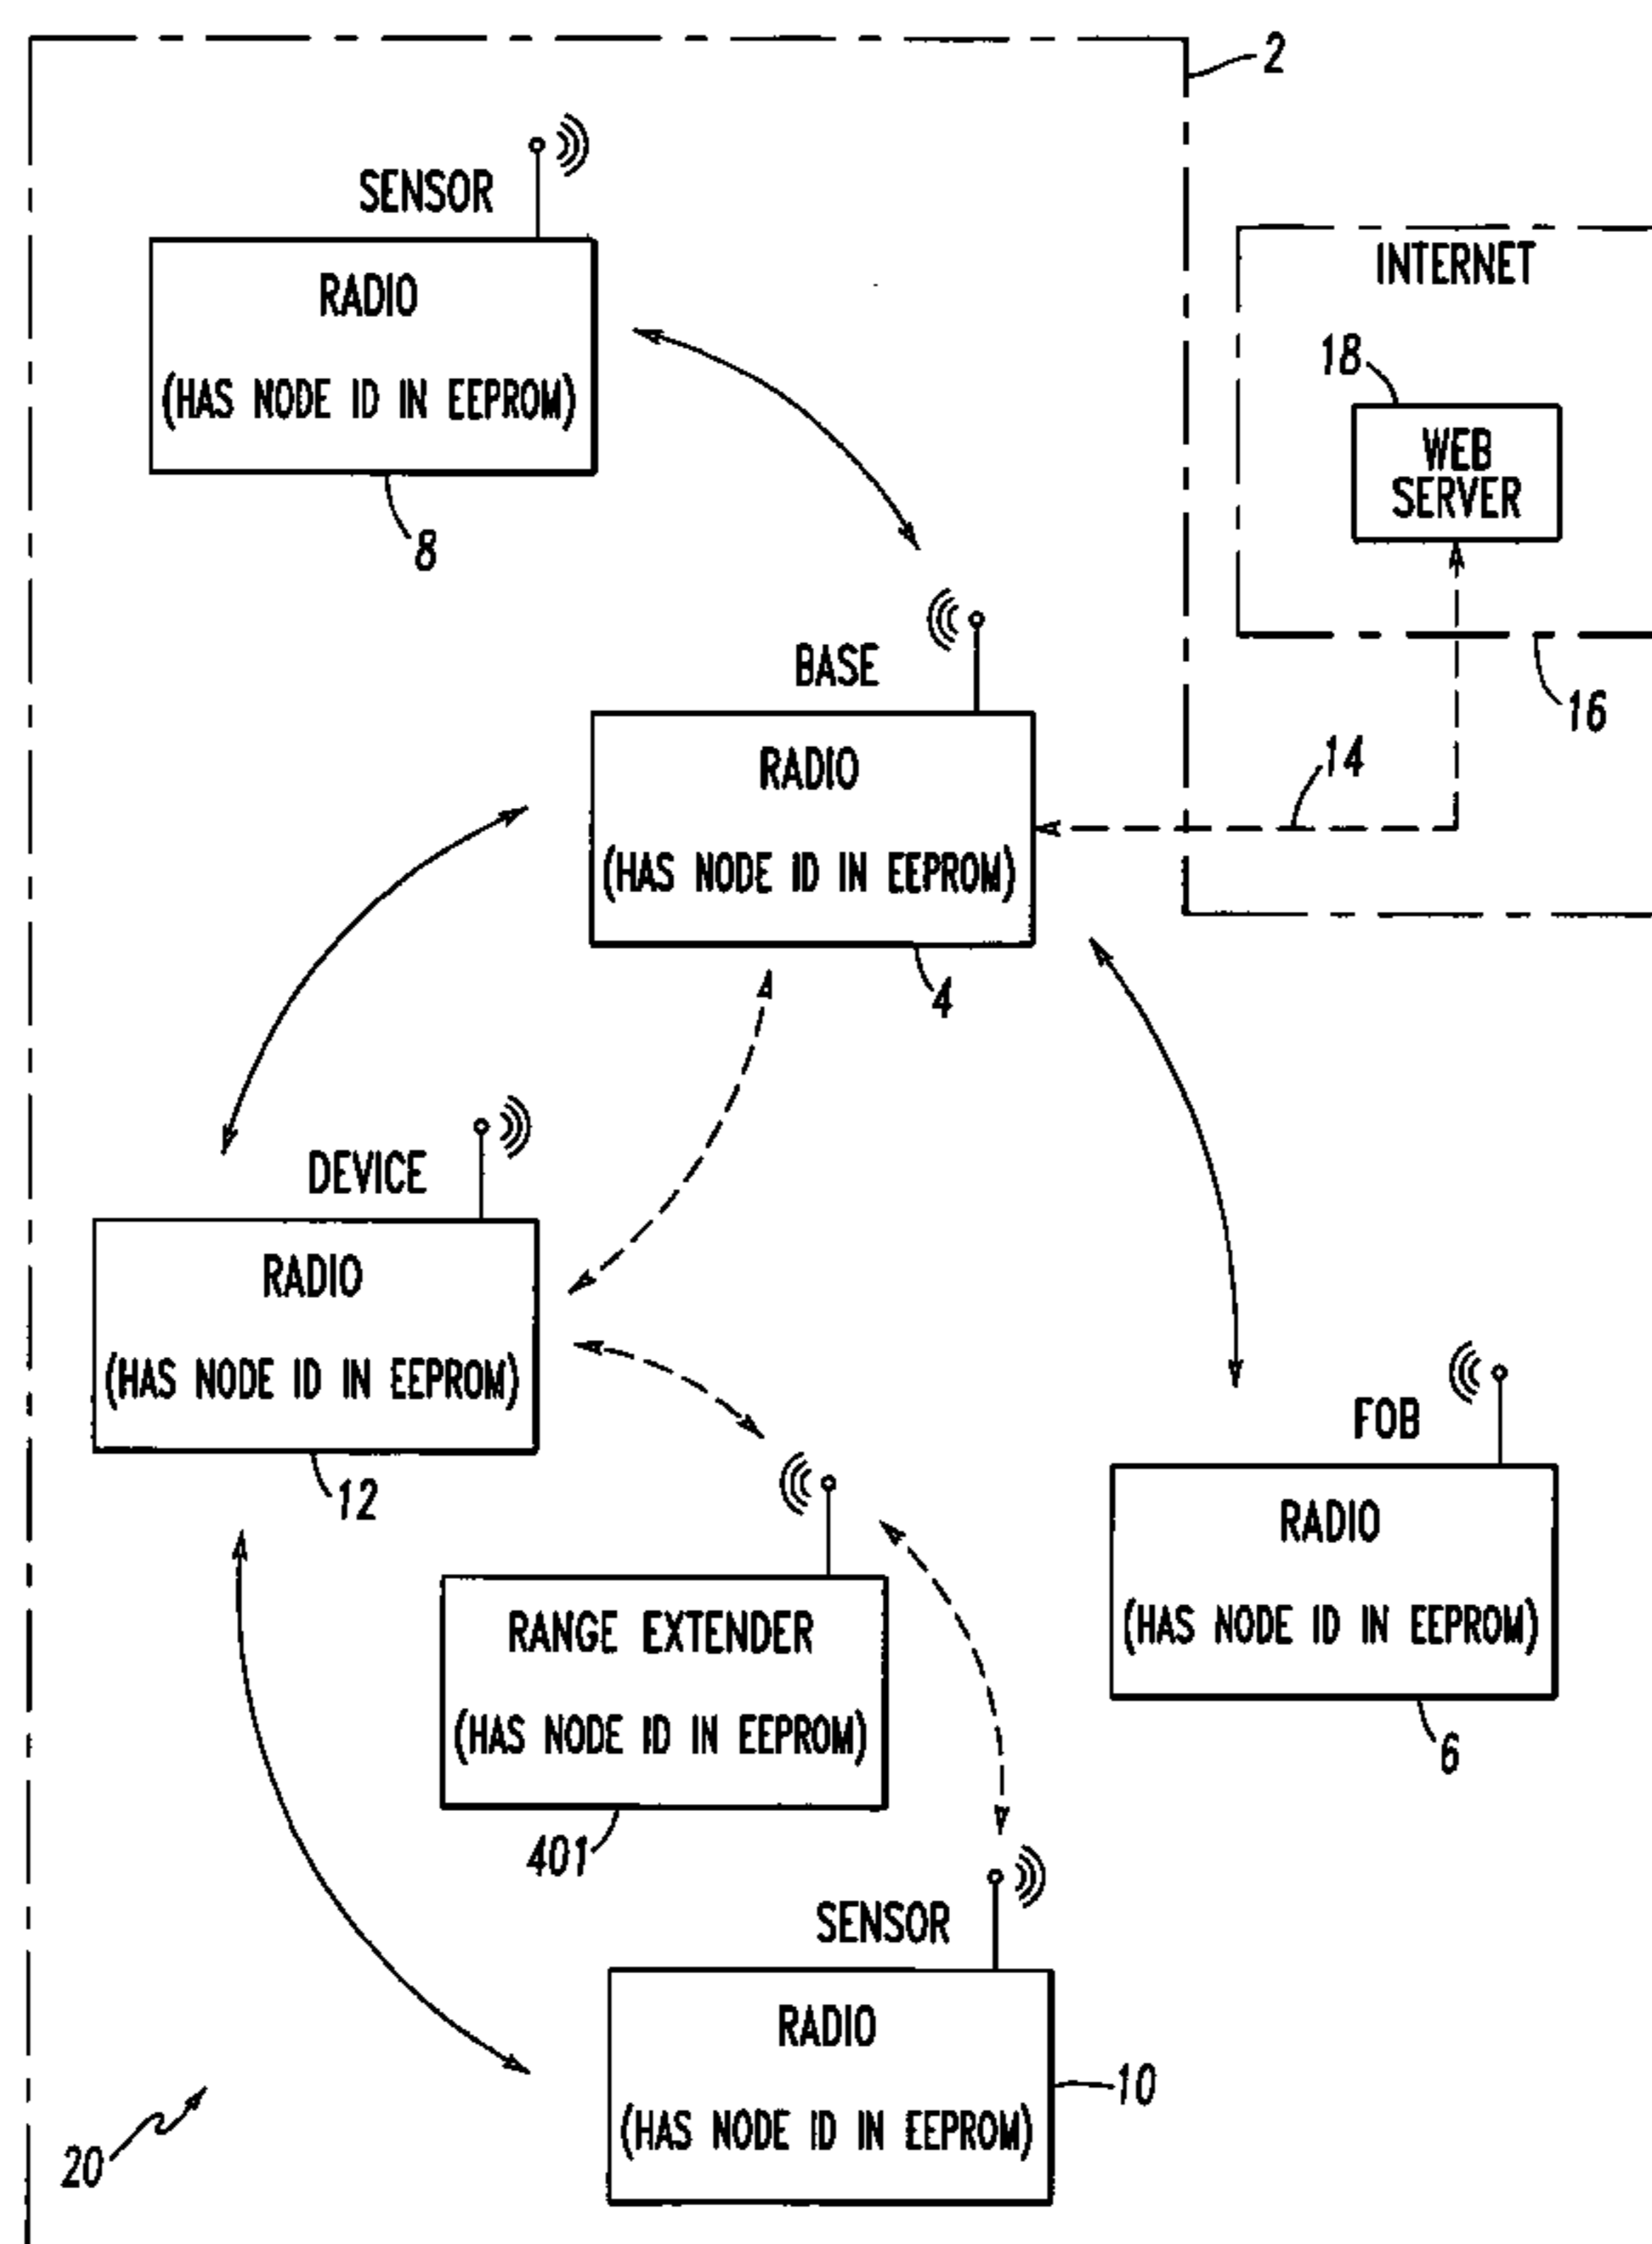 2
SENSOR
RADIO
(HAS NODE ID IN EEPROM)
8
INTERNET
18
WEB
SERVER
16
14
BASE
RADIO
(HAS NODE ID IN EEPROM)
4
DEVICE
RADIO
(HAS NODE ID IN EEPROM)
12
FOB
RADIO
(HAS NODE ID IN EEPROM)
6
RANGE EXTENDER
(HAS NODE ID IN EEPROM)
401
SENSOR
RADIO
(HAS NODE ID IN EEPROM)
10
20